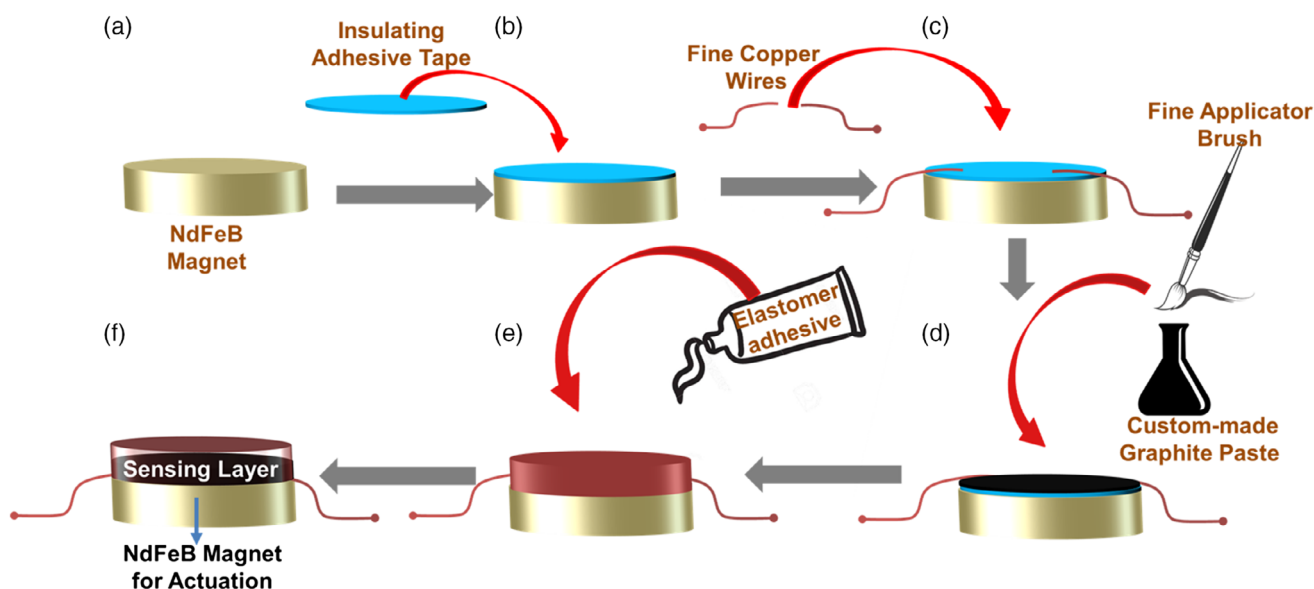 (a)
Insulating
Adhesive Tape
(b)
Fine Copper
Wires
(c)
Fine Applicator
Brush
NdFeB
Magnet
(f)
(e)
Elastomer
adhesive
(d)
Custom-made
Graphite Paste
Sensing Layer
NdFeB Magnet
for Actuation